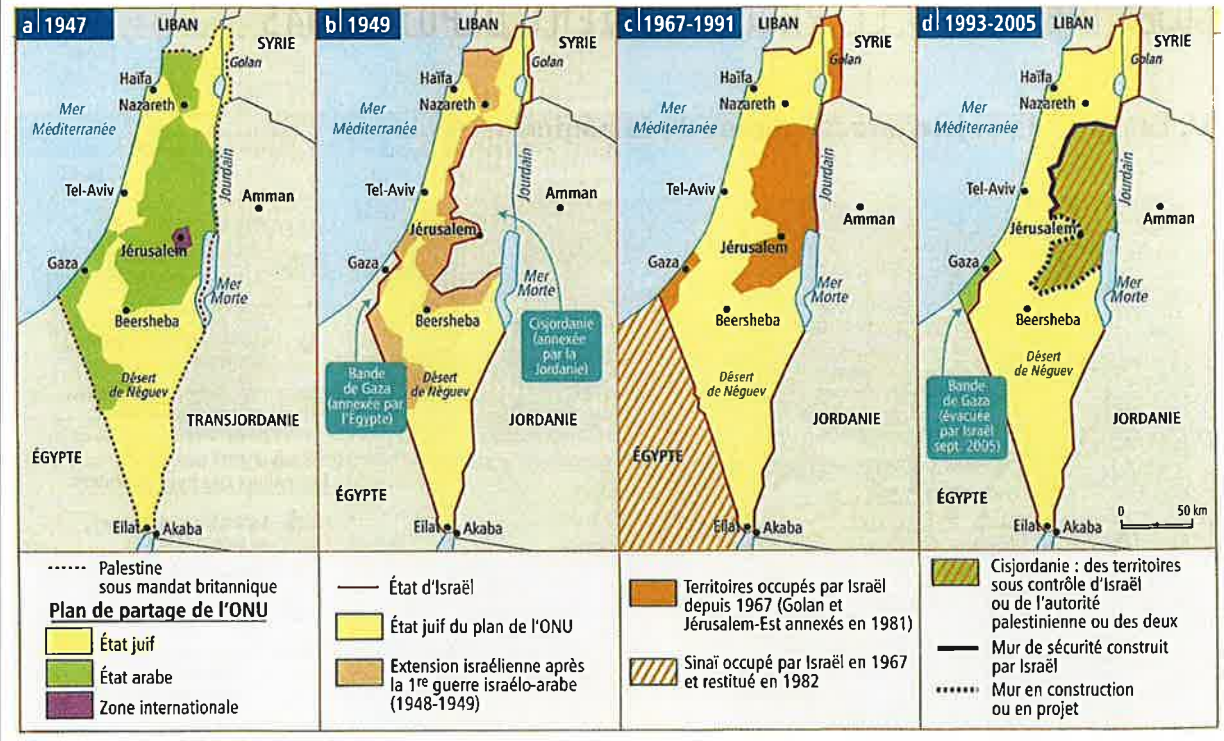 a | 1947
LIBAN
SYRIE
Golan
Haïfa
Nazareth
Mer
Méditerranée
Jourdain
Tel-Aviv
Amman
Jérusalem
Gaza
Mer
Morte
Beersheba
Désert
de Néguev
TRANSJORDANIE
ÉGYPTE
Eilat
Akaba
Palestine
sous mandat britannique
Plan de partage de l'ONU
État juif
État arabe
Zone internationale
b | 1949
LIBAN
SYRIE
Golan
Haïfa
Nazareth
Mer
Méditerranée
Jourdain
Tel-Aviv
Amman
Jérusalem
Gaza
Mer
Morte
Beersheba
Cisjordanie
(annexée
par la
Jordanie)
Bande
de Gaza
(annexée par
l'Égypte)
Désert
de Néguev
JORDANIE
ÉGYPTE
Eilat
Akaba
État d'Israël
État juif du plan de l'ONU
Extension israélienne après
la 1re guerre israélo-arabe
(1948-1949)
c | 1967-1991
LIBAN
SYRIE
Golan
Haïfa
Nazareth
Mer
Méditerranée
Jourdain
Tel-Aviv
Amman
Jérusalem
Gaza
Mer
Morte
Beersheba
Désert
de Néguev
JORDANIE
ÉGYPTE
Eilat
Akaba
Territoires occupés par Israël
depuis 1967 (Golan et
Jérusalem-Est annexés en 1981)
Sinaï occupé par Israël en 1967
et restitué en 1982
d | 1993-2005
LIBAN
SYRIE
Golan
Haïfa
Nazareth
Mer
Méditerranée
Jourdain
Tel-Aviv
Amman
Jérusalem
Gaza
Mer
Morte
Beersheba
Désert
de Néguev
Bande
de Gaza
(évacuée
par Israël
sept. 2005)
JORDANIE
ÉGYPTE
0 50 km
Eilat
Akaba
Cisjordanie : des territoires
sous contrôle d'Israël
ou de l'autorité
palestinienne ou des deux
Mur de sécurité construit
par Israël
Mur en construction
ou en projet